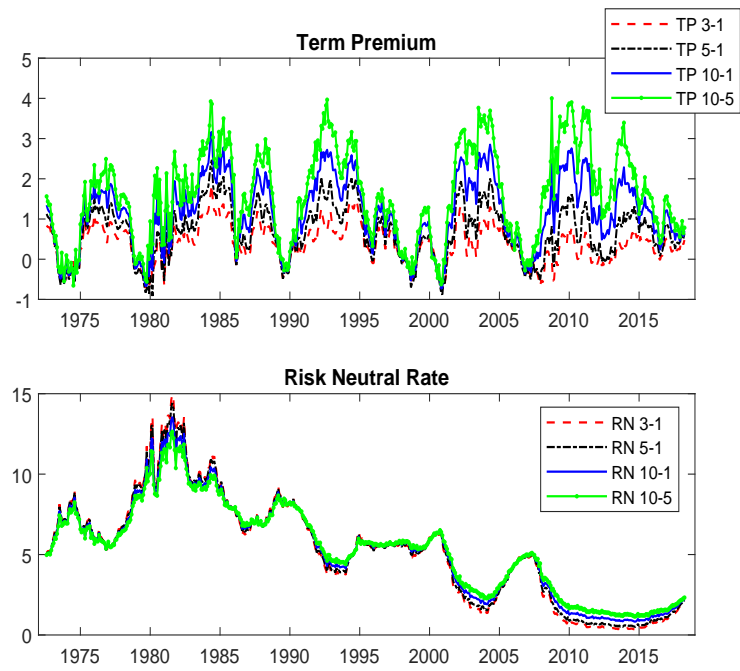 Term Premium
TP 3-1
TP 5-1
TP 10-1
TP 10-5
5
4
3
2
1
0
-1
1975 1980 1985 1990 1995 2000 2005 2010 2015
Risk Neutral Rate
RN 3-1
RN 5-1
RN 10-1
RN 10-5
15
10
5
0
1975 1980 1985 1990 1995 2000 2005 2010 2015